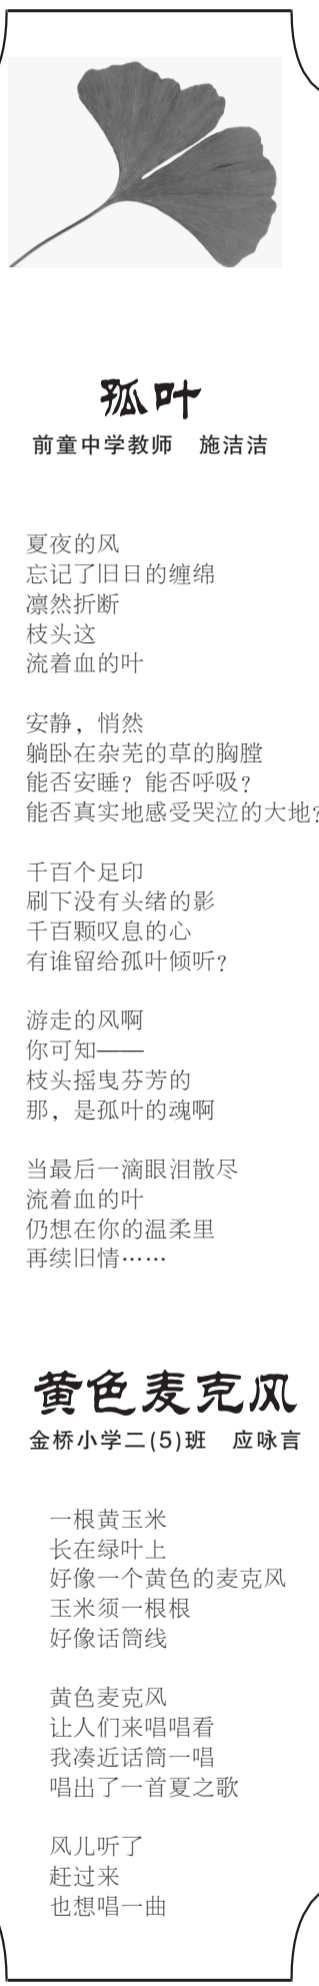 孤叶
前童中学教师 施洁洁
夏夜的风
忘记了旧日的缠绵
凛然折断
枝头这
流着血的叶
安静，悄然
躺卧在杂芜的草的胸膛
能否安睡？能否呼吸？
能否真实地感受哭泣的大地？
千百个足印
刷下没有头绪的影
千百颗叹息的心
有谁留给孤叶倾听？
游走的风啊
你可知——
枝头摇曳芬芳的
那，是孤叶的魂啊
当最后一滴眼泪散尽
流着血的叶
仍想在你的温柔里
再续旧情……
黄色麦克风
金桥小学二(5)班 应咏言
一根黄玉米
长在绿叶上
好像一个黄色的麦克风
玉米须一根根
好像话筒线
黄色麦克风
让人们来唱唱看
我凑近话筒一唱
唱出了一首夏之歌
风儿听了
赶过来
也想唱一曲